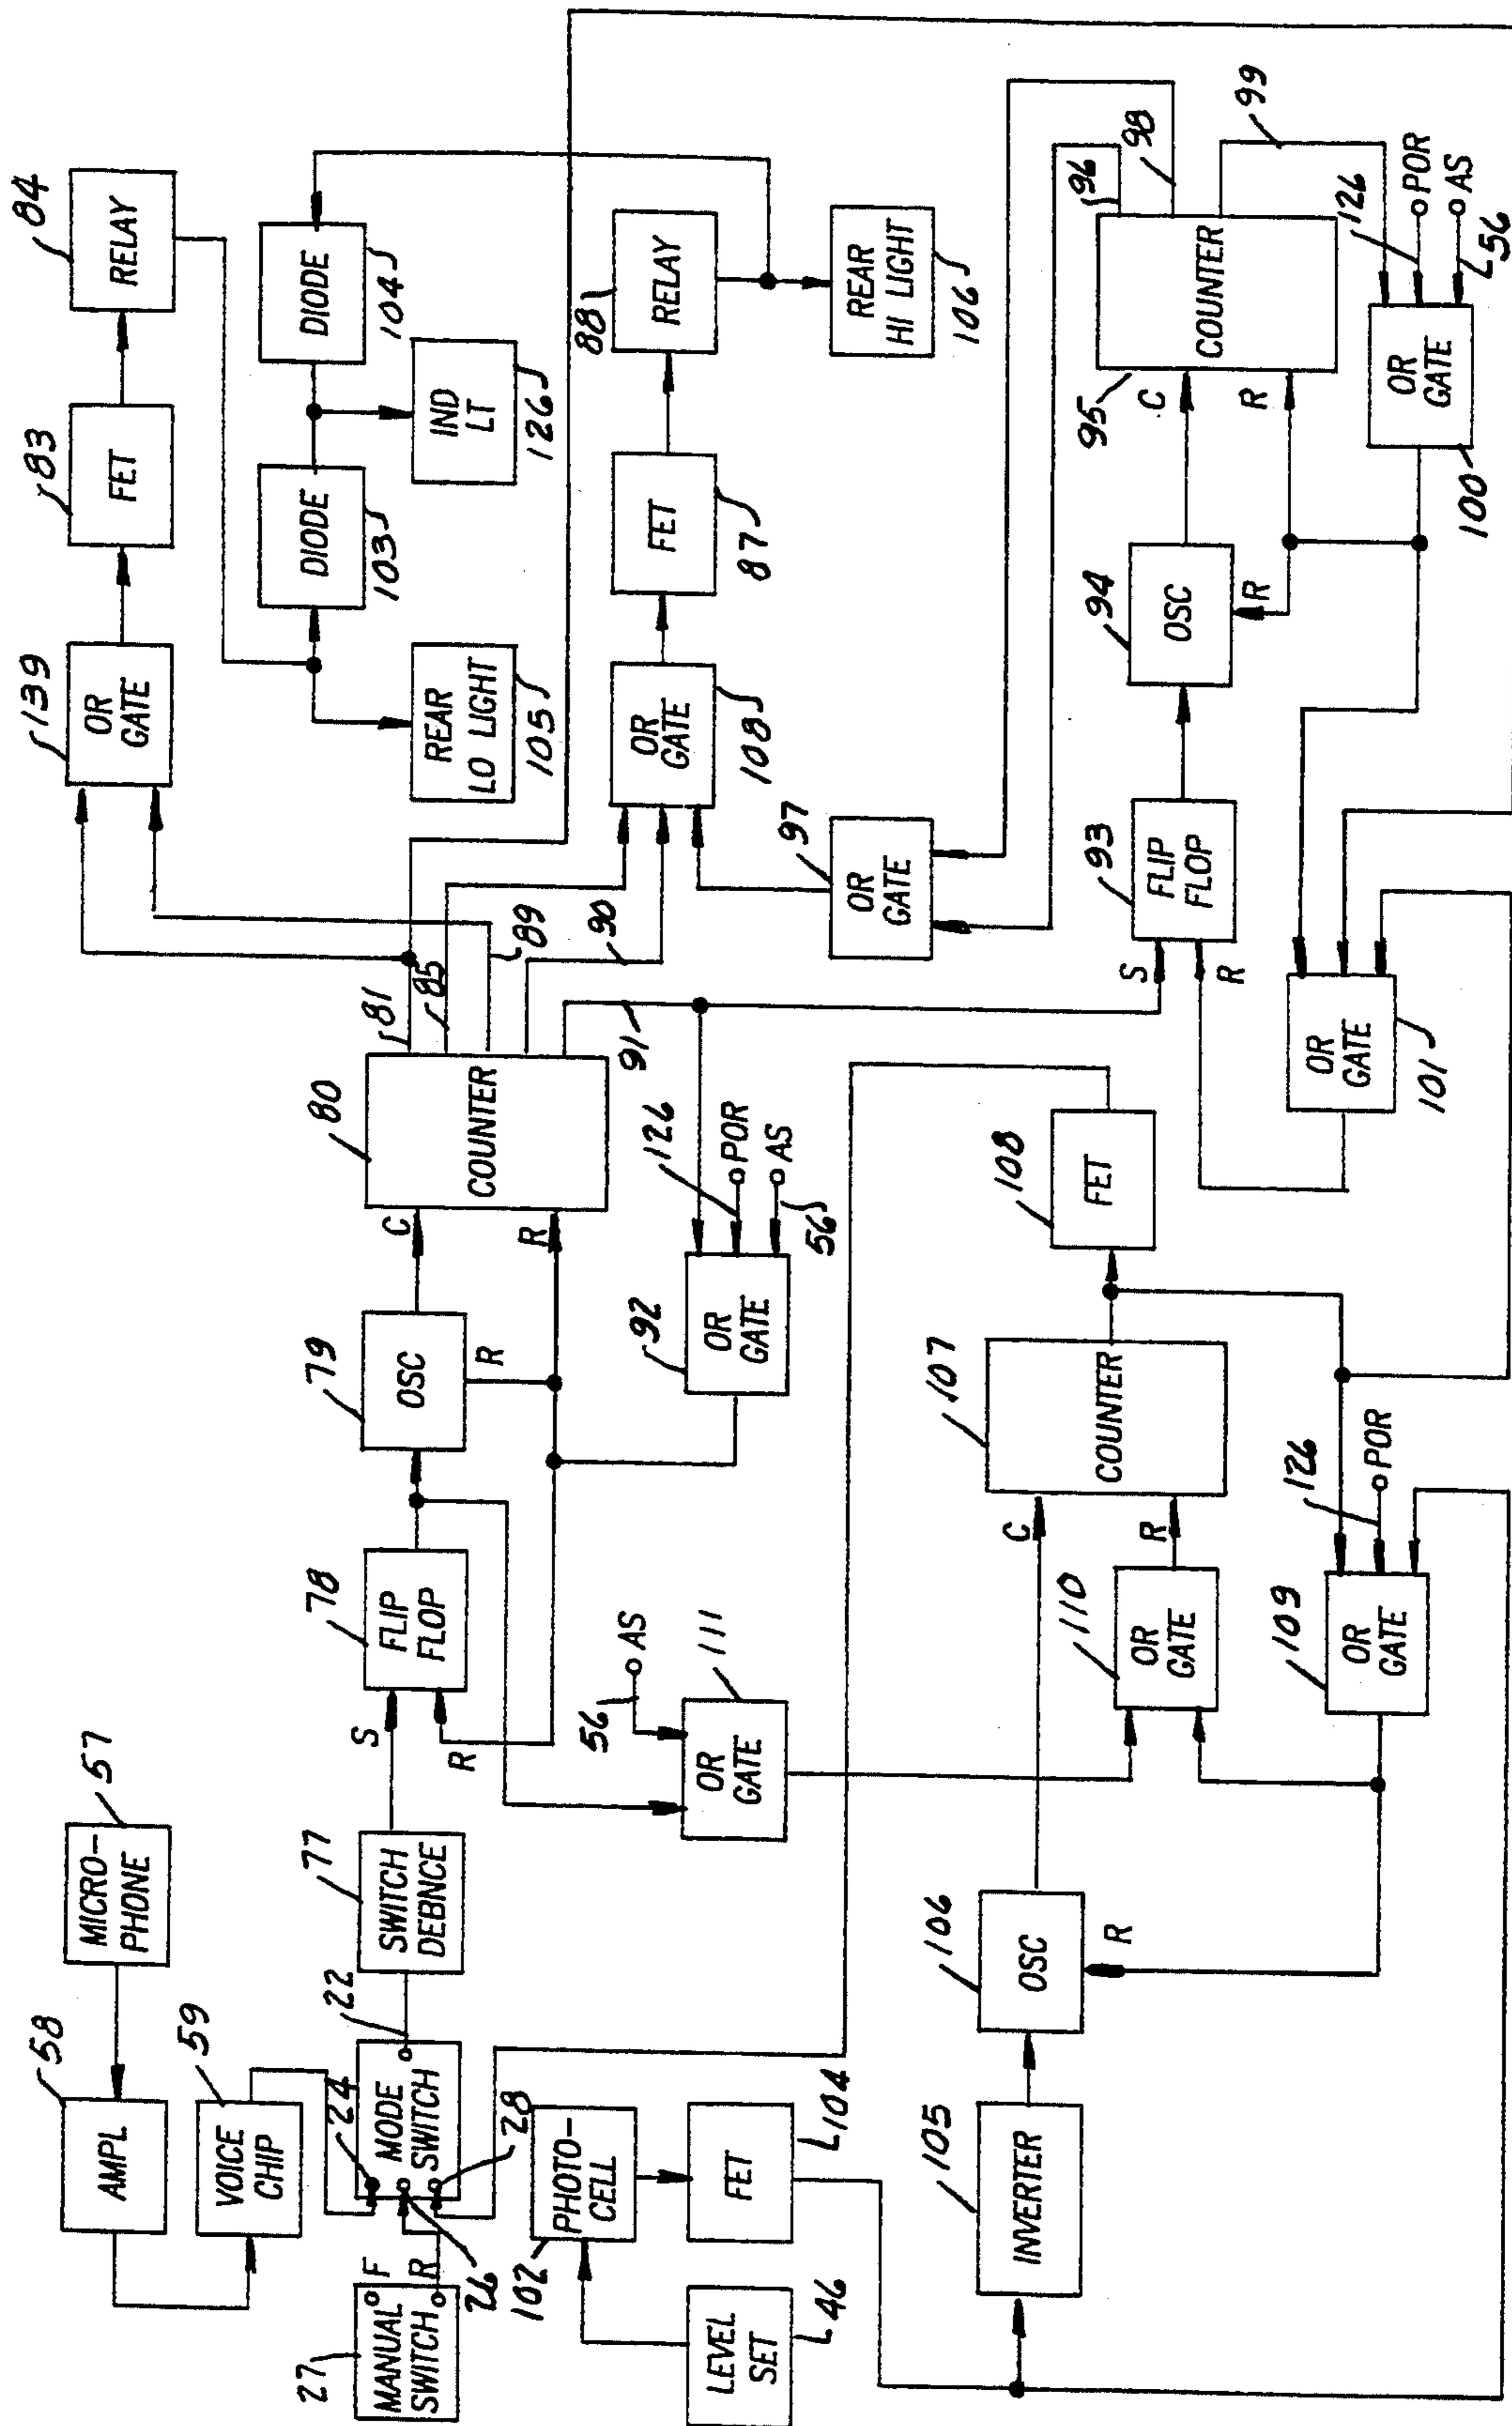 MICRO-
PHONE
57
58
AMPL
59
VOICE
CHIP
24
MODE
SWITCH
22
26
28
27
MANUAL
SWITCH
F
R
77
SWITCH
DEBNCE
S
R
78
FLIP
FLOP
79
OSC
R
C
R
80
COUNTER
81
85
89
90
91
139
OR
GATE
83
FET
84
RELAY
REAR
LO LIGHT
105
DIODE
103
IND
LT
126
DIODE
104
OR
GATE
108
FET
87
88
RELAY
REAR
HI LIGHT
106
97
OR
GATE
92
OR
GATE
126
POR
AS
56
56
AS
111
OR
GATE
S
R
93
FLIP
FLOP
94
OSC
R
C
R
95
COUNTER
96
98
99
126
POR
AS
56
OR
GATE
100
OR
GATE
101
102
PHOTO-
CELL
LEVEL
SET
46
FET
104
105
INVERTER
106
OSC
R
C
R
107
COUNTER
108
FET
110
OR
GATE
109
OR
GATE
126
POR